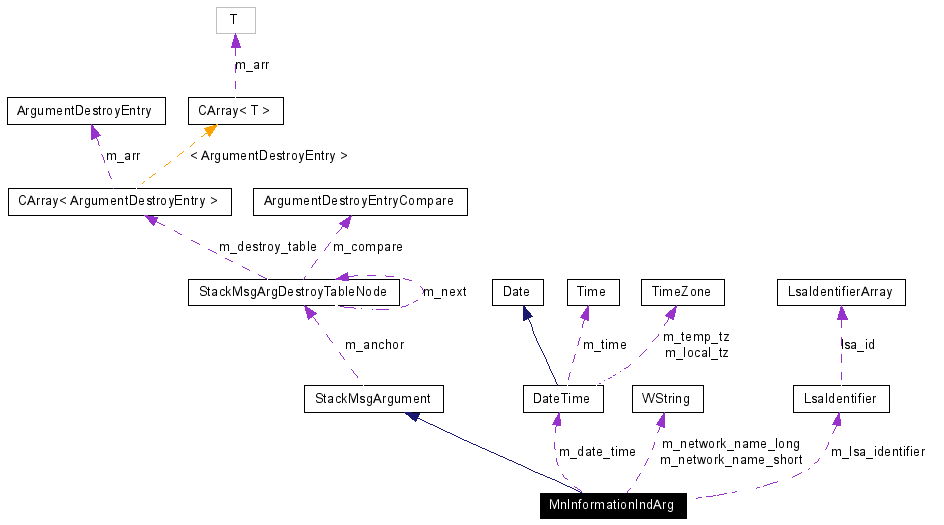 T
m_arr
ArgumentDestroyEntry
CArray< T >
m_arr
< ArgumentDestroyEntry >
CArray< ArgumentDestroyEntry >
ArgumentDestroyEntryCompare
m_destroy_table
m_compare
StackMsgArgDestroyTableNode
m_next
Date
Time
TimeZone
LsaIdentifierArray
m_anchor
m_time
m_temp_tz
m_local_tz
lsa_id
StackMsgArgument
DateTime
WString
LsaIdentifier
m_date_time
m_network_name_long
m_network_name_short
m_lsa_identifier
MnInformationIndArg